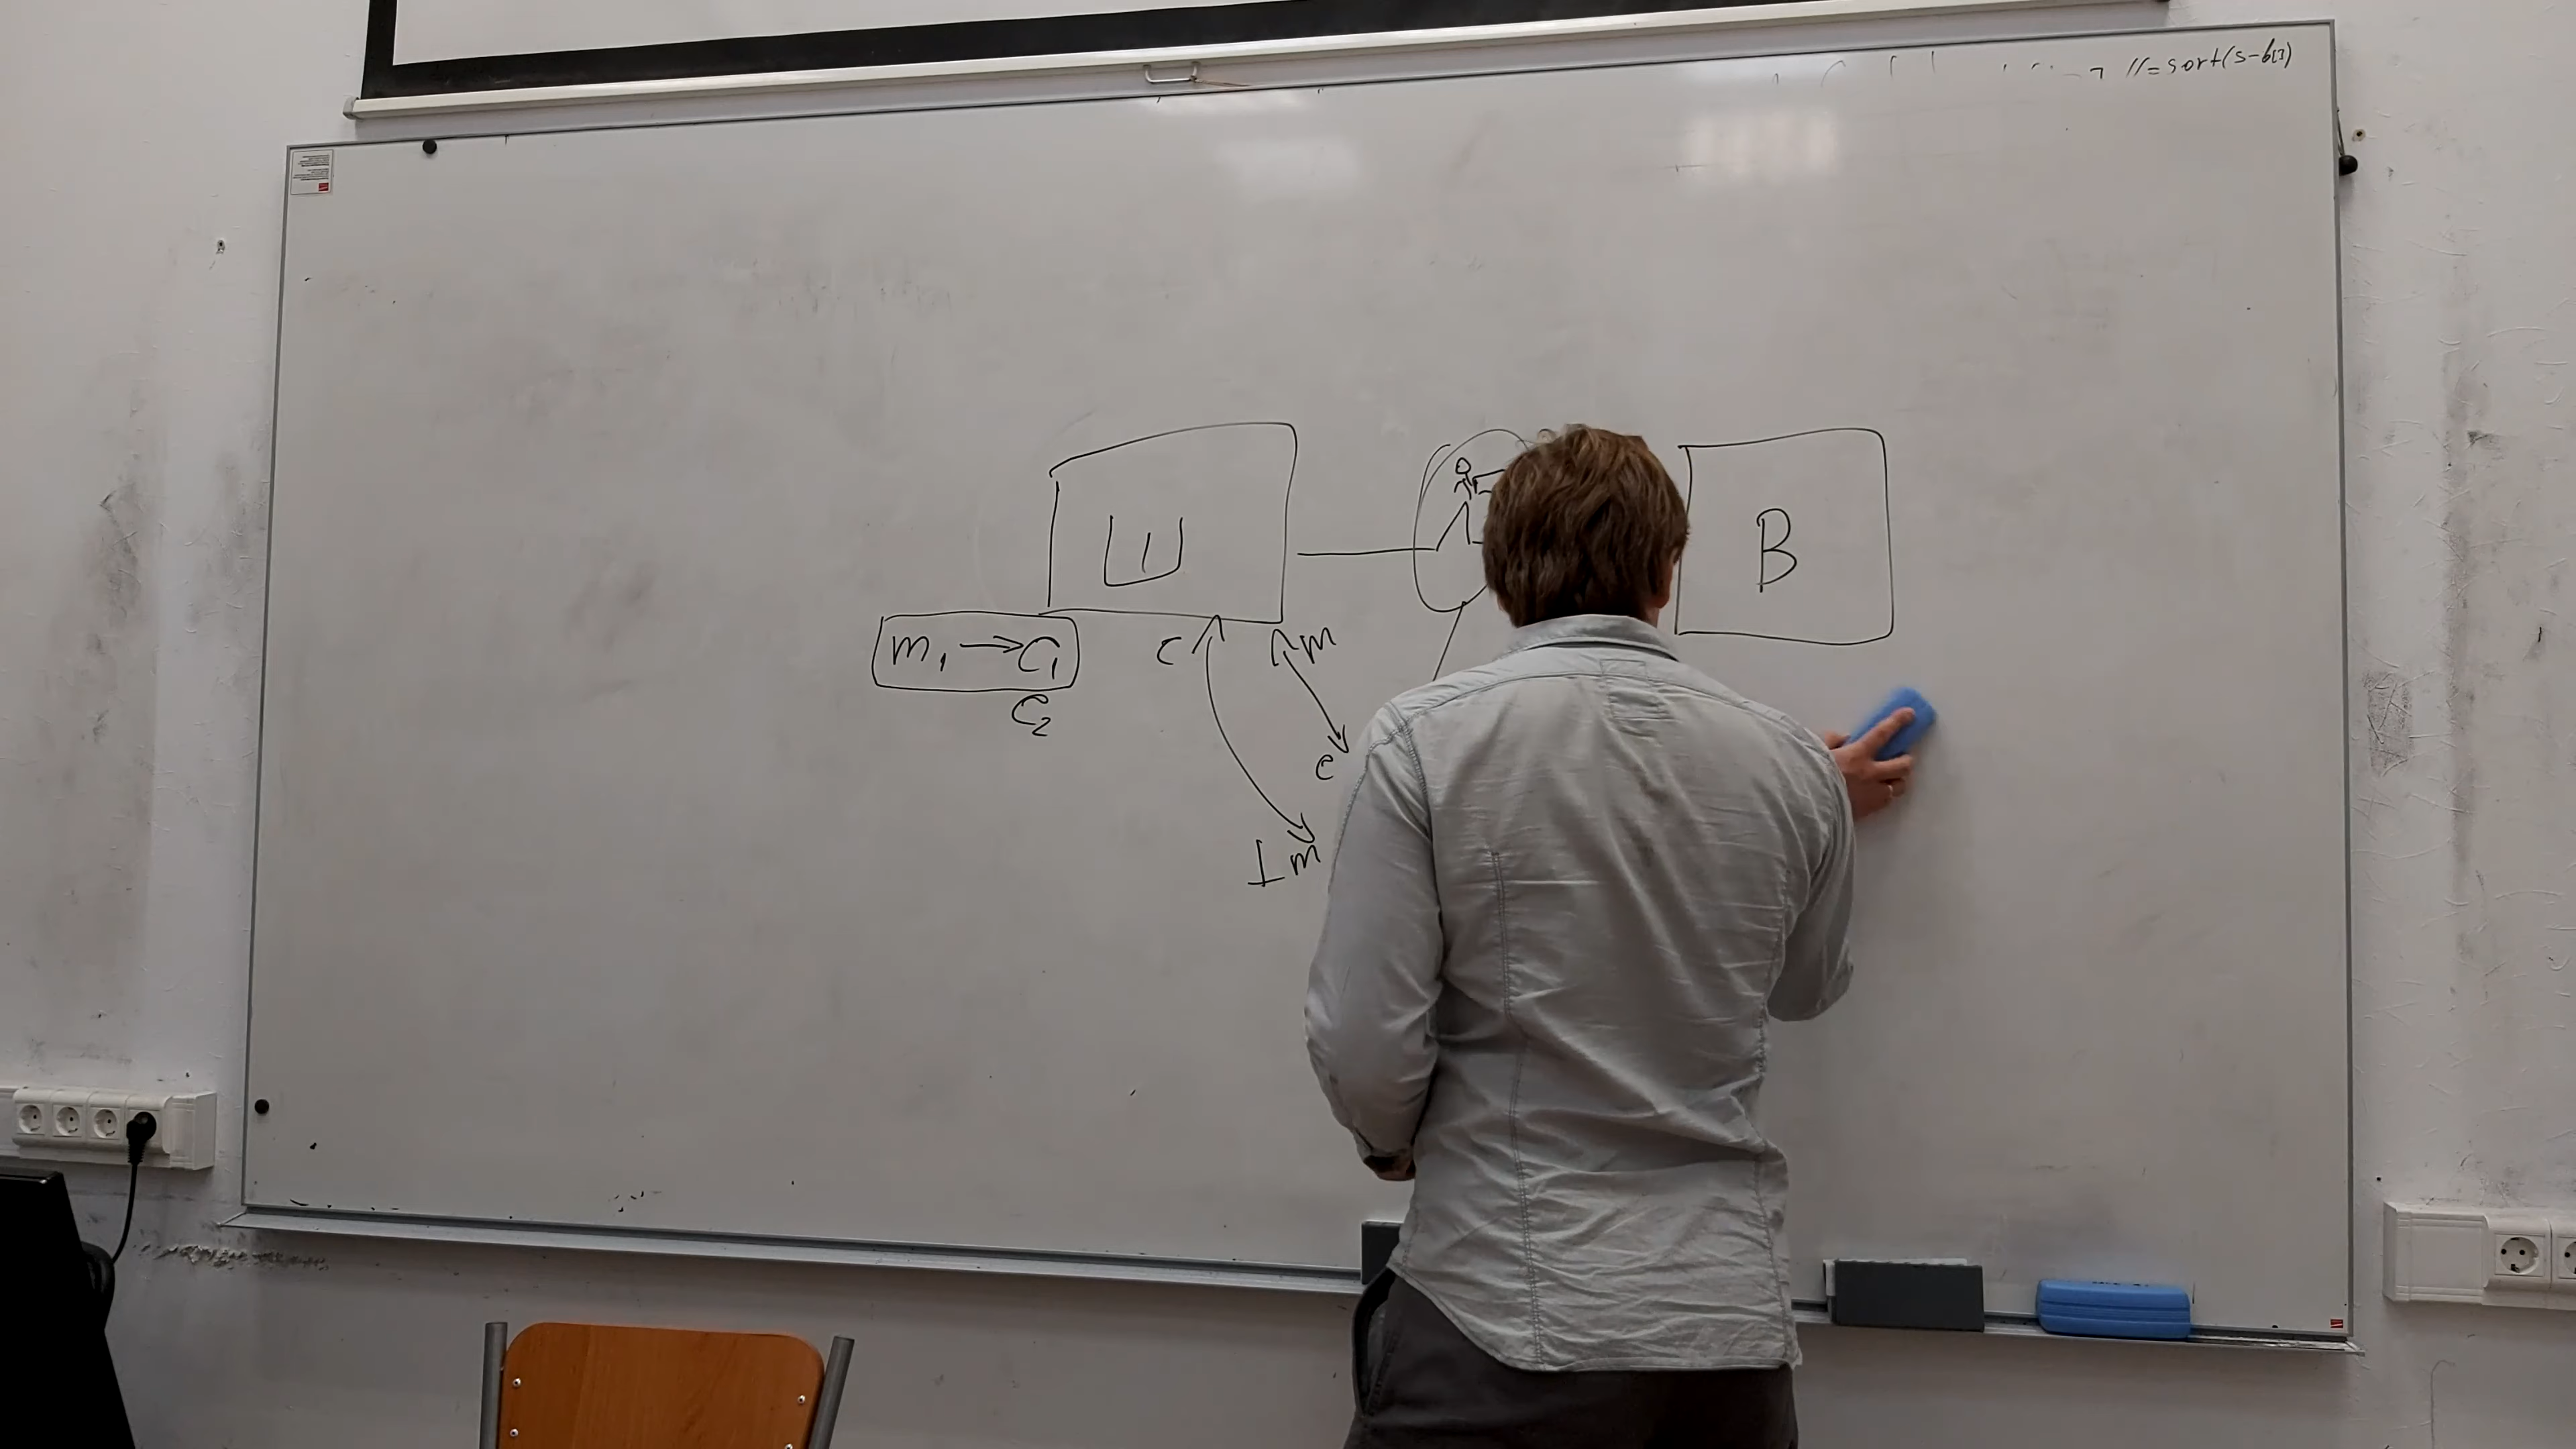 //=sort(s-b[i])
Ц B
m₁ → C₁
C₂
c m
c
⊥ m